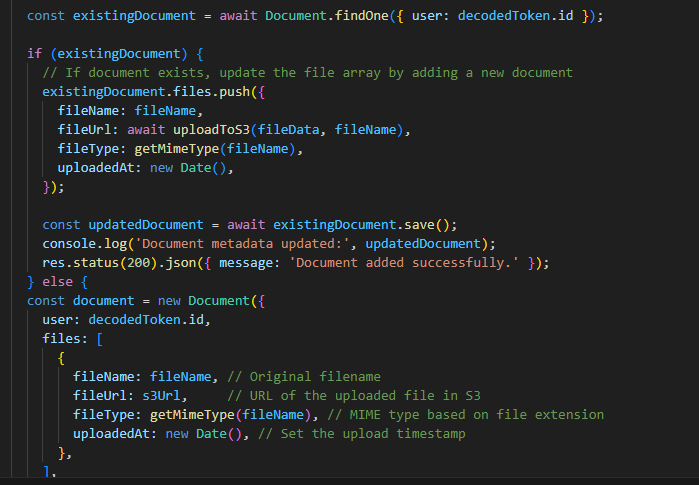 const existingDocument = await Document.findOne({ user: decodedToken.id });
if (existingDocument) {
// If document exists, update the file array by adding a new document
existingDocument.files.push({
fileName: fileName,
fileUrl: await uploadToS3(fileData, fileName),
fileType: getMimeType(fileName),
uploadedAt: new Date(),
});
const updatedDocument = await existingDocument.save();
console.log('Document metadata updated:', updatedDocument);
res.status(200).json({ message: 'Document added successfully.' });
} else {
const document = new Document({
user: decodedToken.id,
files: [
{
fileName: fileName, // Original filename
fileUrl: s3Url, // URL of the uploaded file in S3
fileType: getMimeType(fileName), // MIME type based on file extension
uploadedAt: new Date(), // Set the upload timestamp
},
],